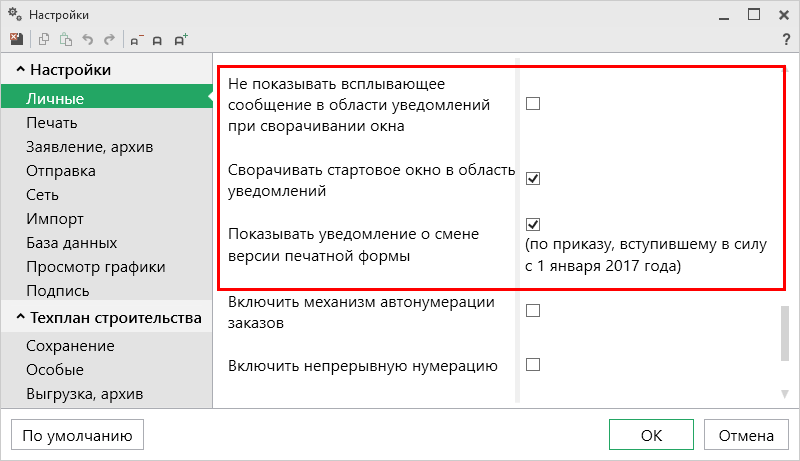 Настройки
а− а а+ ?
Настройки
Личные
Печать
Заявление, архив
Отправка
Сеть
Импорт
База данных
Просмотр графики
Подпись
Техплан строительства
Сохранение
Особые
Выгрузка, архив
Не показывать всплывающее
сообщение в области уведомлений
при сворачивании окна
Сворачивать стартовое окно в область
уведомлений
Показывать уведомление о смене
версии печатной формы
(по приказу, вступившему в силу
с 1 января 2017 года)
Включить механизм автонумерации
заказов
Включить непрерывную нумерацию
По умолчанию
ОК
Отмена